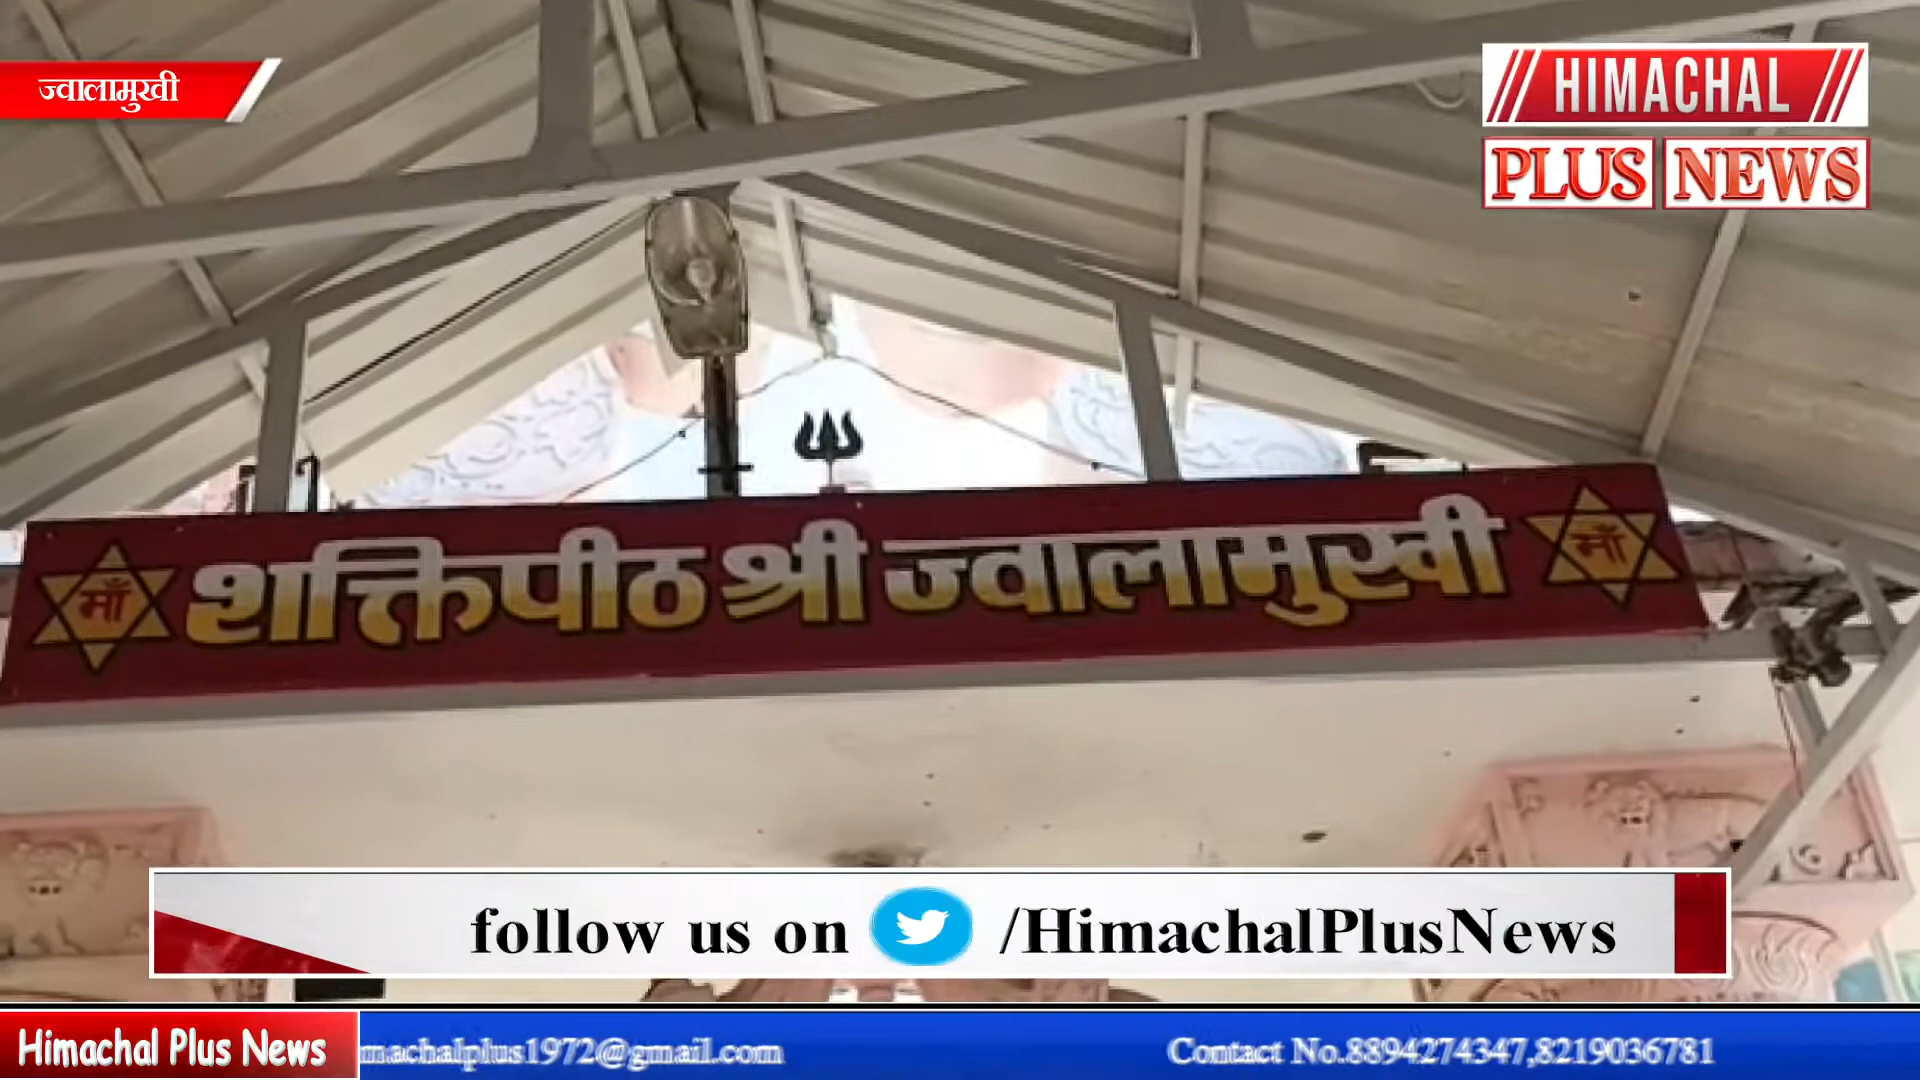 ज्वालामुखी
HIMACHAL
PLUS NEWS
माँ शक्तिपीठ श्री ज्वालामुखी माँ
follow us on /HimachalPlusNews
Himachal Plus News machalplus1972@gmail.com Contact No.8894274347,8219036781